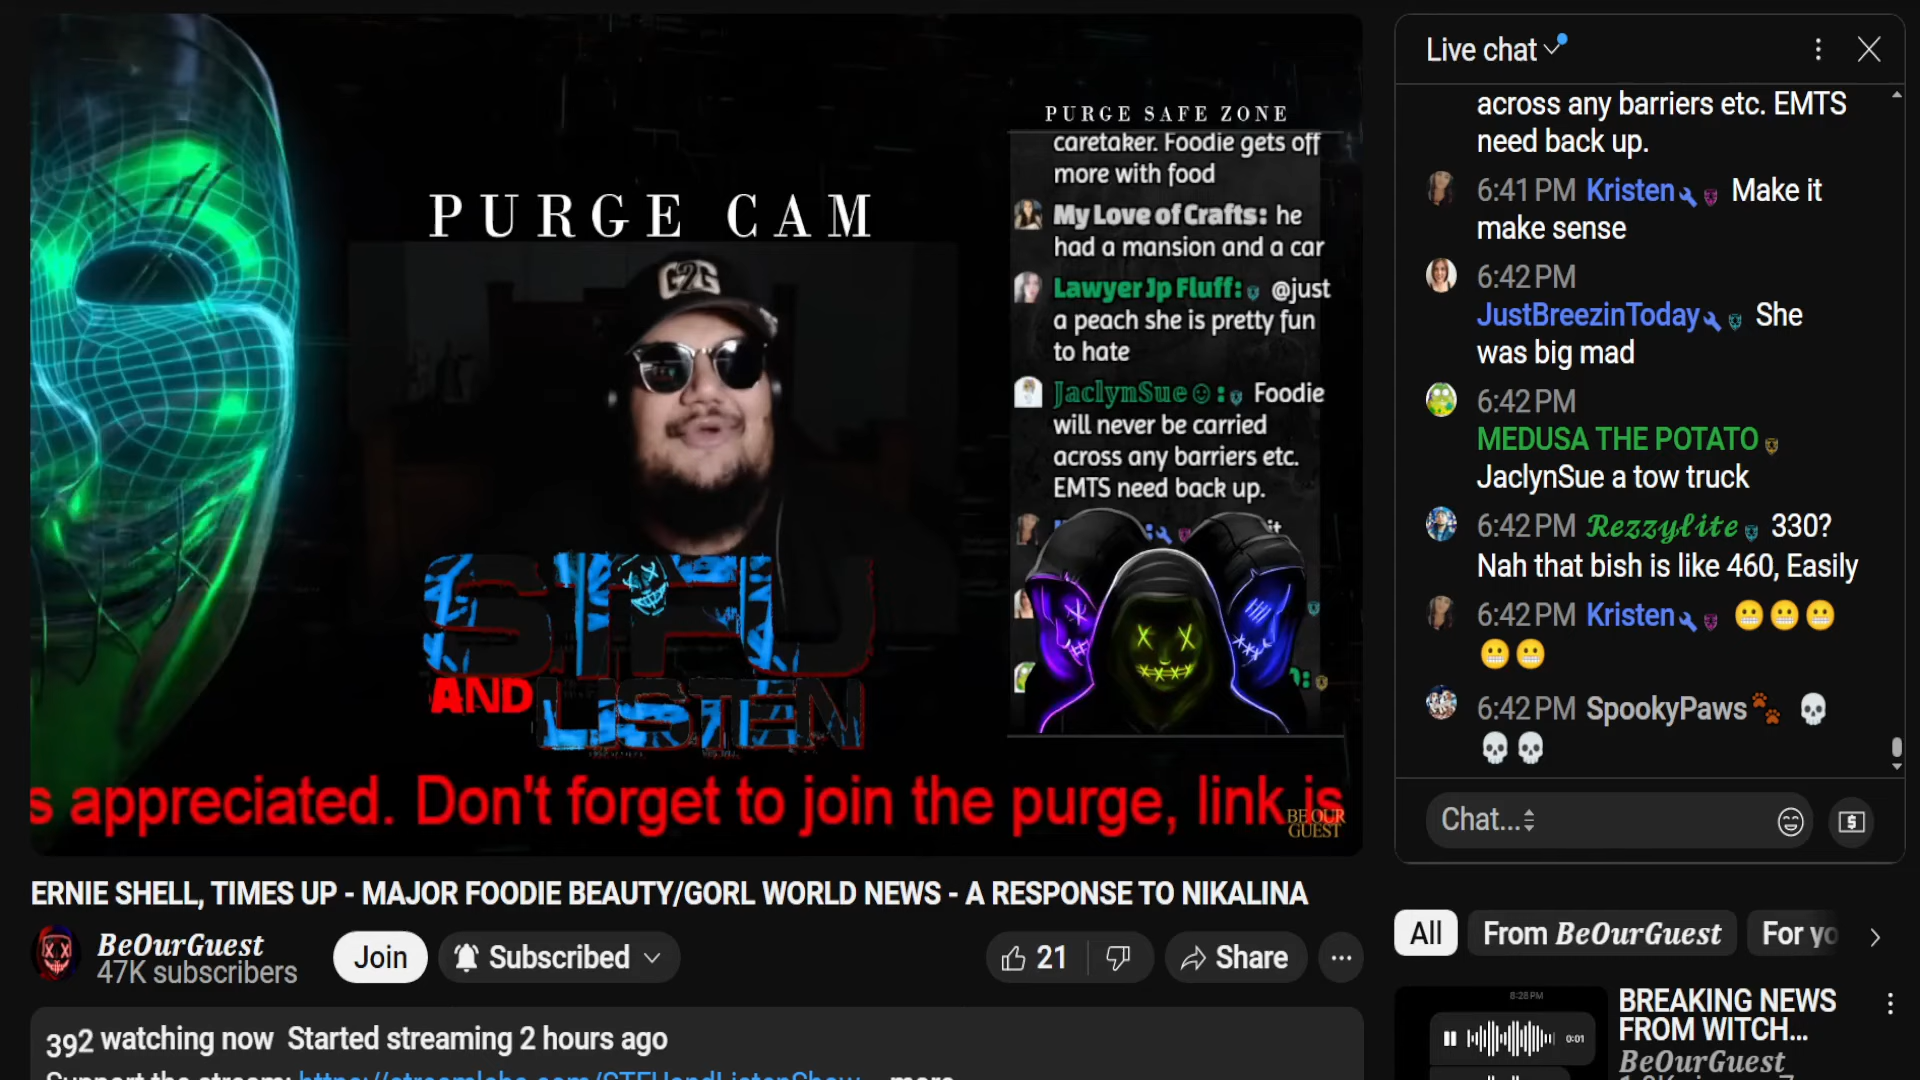 PURGE CAM
G2G
STFU
AND LISTEN
s appreciated. Don't forget to join the purge, link is
BE OUR
GUEST
PURGE SAFE ZONE
caretaker. Foodie gets off
more with food
My Love of Crafts: he
had a mansion and a car
Lawyer Jp Fluff: @just
a peach she is pretty fun
to hate
JaclynSue☺: Foodie
will never be carried
across any barriers etc.
EMTS need back up.
ERNIE SHELL, TIMES UP - MAJOR FOODIE BEAUTY/GORL WORLD NEWS - A RESPONSE TO NIKALINA
BeOurGuest
47K subscribers
Join
Subscribed
21
Share
392 watching now Started streaming 2 hours ago
Support the stream: https://streamlabs.com/STFUandListenShow ...more
Live chat
across any barriers etc. EMTS
need back up.
6:41 PM Kristen Make it
make sense
6:42 PM
JustBreezinToday She
was big mad
6:42 PM
MEDUSA THE POTATO
JaclynSue a tow truck
6:42 PM Rezzylite 330?
Nah that bish is like 460, Easily
6:42 PM Kristen 😬😬😬
😬😬
6:42 PM SpookyPaws🐾 💀
💀💀
Chat...
All
From BeOurGuest
For yo
8:28 PM
0:01
BREAKING NEWS
FROM WITCH...
BeOurGuest